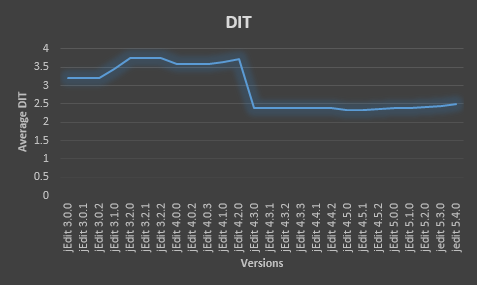 DIT
4
3.5
3
2.5
2
1.5
1
0.5
0
Average DIT
jEdit 3.0.0
jEdit 3.0.1
jEdit 3.0.2
jEdit 3.1.0
jEdit 3.2.0
jEdit 3.2.1
jEdit 3.2.2
jEdit 4.0.0
jEdit 4.0.2
jEdit 4.0.3
jEdit 4.1.0
jEdit 4.2.0
jEdit 4.3.0
jEdit 4.3.1
jEdit 4.3.2
jEdit 4.3.3
jEdit 4.4.1
jEdit 4.4.2
jEdit 4.5.0
jEdit 4.5.1
jEdit 4.5.2
jEdit 5.0.0
jEdit 5.1.0
jEdit 5.2.0
jedit 5.3.0
jedit 5.4.0
Versions